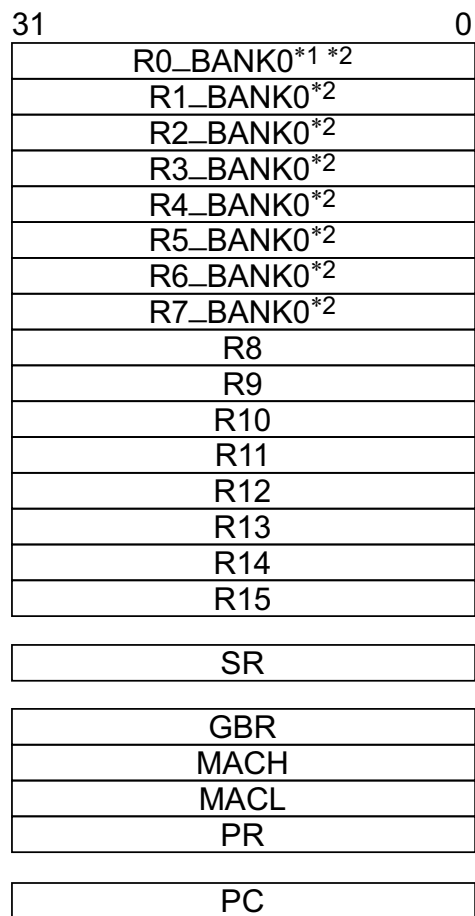 31 0
R0_BANK0*1 *2
R1_BANK0*2
R2_BANK0*2
R3_BANK0*2
R4_BANK0*2
R5_BANK0*2
R6_BANK0*2
R7_BANK0*2
R8
R9
R10
R11
R12
R13
R14
R15
SR
GBR
MACH
MACL
PR
PC